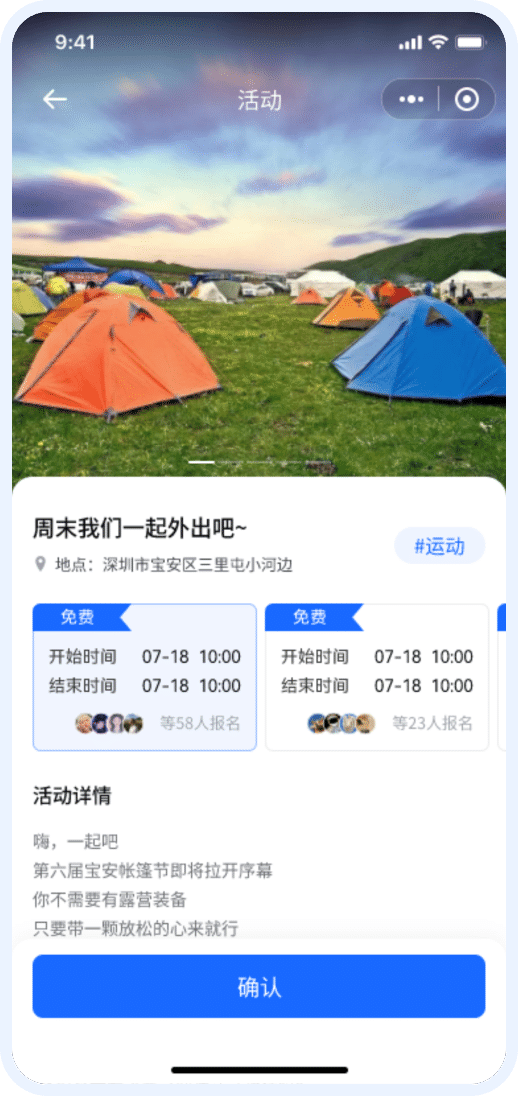 9:41
活动
周末我们一起外出吧~
#运动
地点：深圳市宝安区三里屯小河边
免费
开始时间 07-18 10:00
结束时间 07-18 10:00
等58人报名
免费
开始时间 07-18 10:00
结束时间 07-18 10:00
等23人报名
活动详情
嗨，一起吧
第六届宝安帐篷节即将拉开序幕
你不需要有露营装备
只要带一颗放松的心来就行
确认